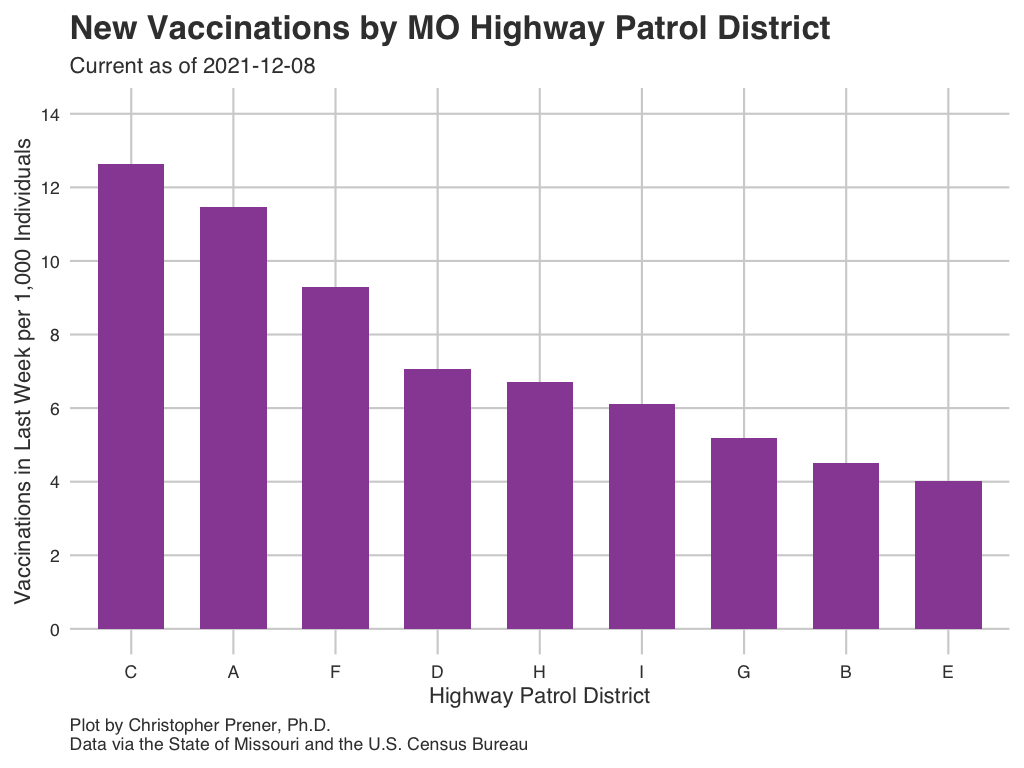 New Vaccinations by MO Highway Patrol District
Current as of 2021-12-08
Vaccinations in Last Week per 1,000 Individuals
14
12
10
8
6
4
2
0
C A F D H I G B E
Highway Patrol District
Plot by Christopher Prener, Ph.D.
Data via the State of Missouri and the U.S. Census Bureau